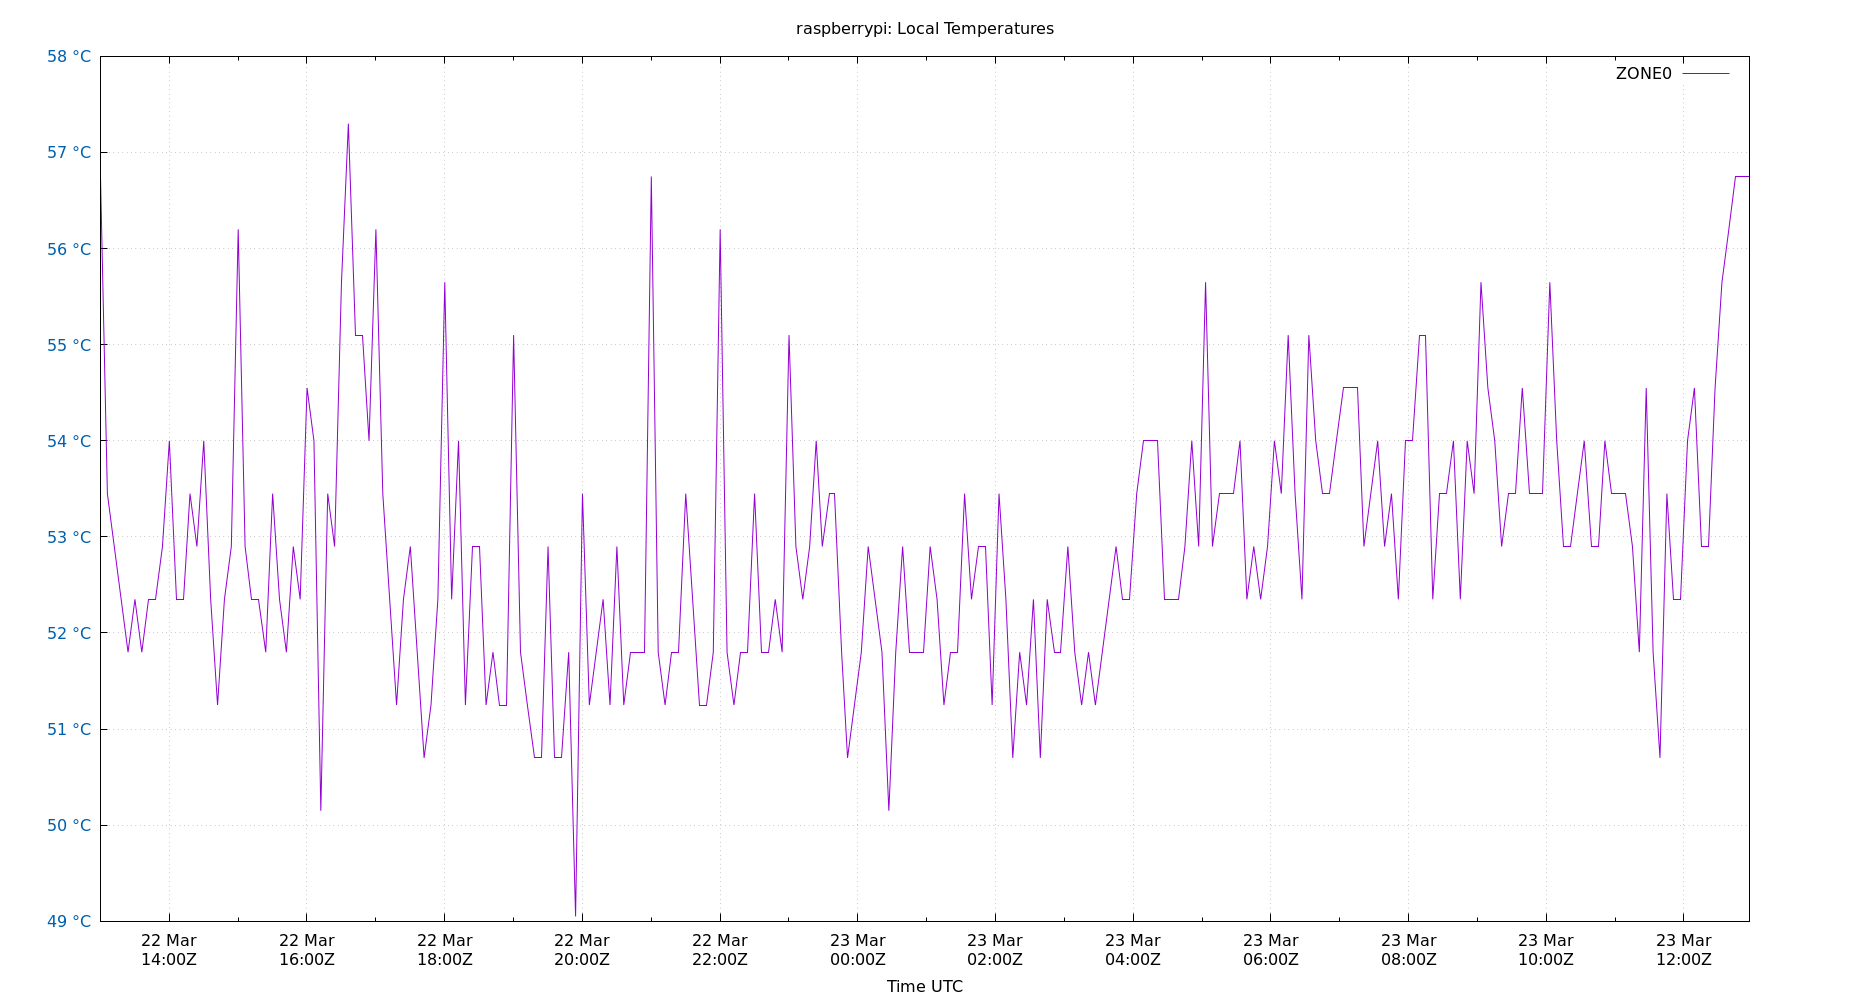 raspberrypi: Local Temperatures
58 °C
ZONE0
57 °C
56 °C
55 °C
54 °C
53 °C
52 °C
51 °C
50 °C
49 °C
22 Mar 22 Mar 22 Mar 22 Mar 22 Mar 23 Mar 23 Mar 23 Mar 23 Mar 23 Mar 23 Mar 23 Mar
14:00Z 16:00Z 18:00Z 20:00Z 22:00Z 00:00Z 02:00Z 04:00Z 06:00Z 08:00Z 10:00Z 12:00Z
Time UTC